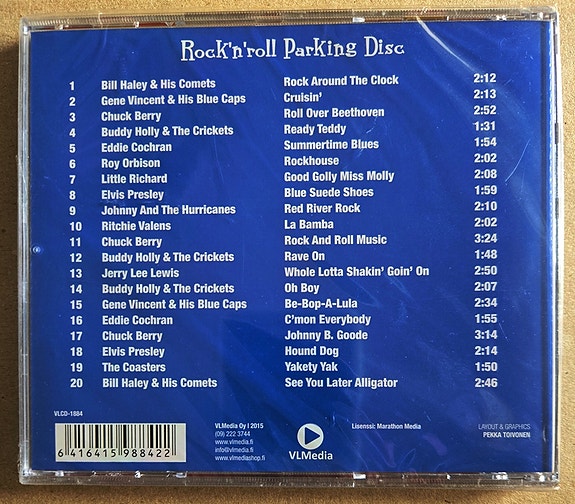 Rock'n'roll Parking Disc
1 Bill Haley & His Comets Rock Around The Clock 2:12
2 Gene Vincent & His Blue Caps Cruisin' 2:13
3 Chuck Berry Roll Over Beethoven 2:52
4 Buddy Holly & The Crickets Ready Teddy 1:31
5 Eddie Cochran Summertime Blues 1:54
6 Roy Orbison Rockhouse 2:02
7 Little Richard Good Golly Miss Molly 2:08
8 Elvis Presley Blue Suede Shoes 1:59
9 Johnny And The Hurricanes Red River Rock 2:10
10 Ritchie Valens La Bamba 2:02
11 Chuck Berry Rock And Roll Music 3:24
12 Buddy Holly & The Crickets Rave On 1:48
13 Jerry Lee Lewis Whole Lotta Shakin' Goin' On 2:50
14 Buddy Holly & The Crickets Oh Boy 2:07
15 Gene Vincent & His Blue Caps Be-Bop-A-Lula 2:34
16 Eddie Cochran C'mon Everybody 1:55
17 Chuck Berry Johnny B. Goode 3:14
18 Elvis Presley Hound Dog 2:14
19 The Coasters Yakety Yak 1:50
20 Bill Haley & His Comets See You Later Alligator 2:46
VLCD-1684
6 416415 988422
VLMedia Oy I 2015
(09) 222 3744
www.vlmedia.fi
info@vlmedia.fi
www.vlmediashop.fi
VLMedia
Lisenssi: Marathon Media
LAYOUT & GRAPHICS
PEKKA TOIVONEN